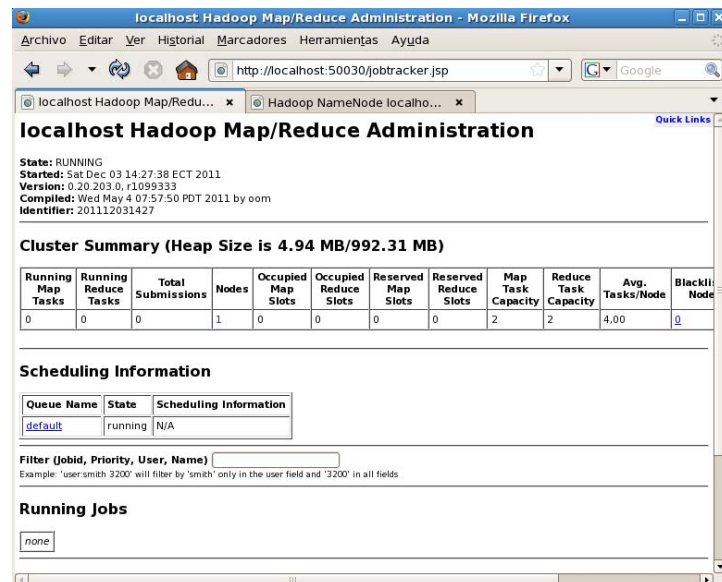 localhost Hadoop Map/Reduce Administration - Mozilla Firefox
Archivo Editar Ver Historial Marcadores Herramientas Ayuda
http://localhost:50030/jobtracker.jsp
Google
localhost Hadoop Map/Redu...
Hadoop NameNode localho...
Quick Links
localhost Hadoop Map/Reduce Administration
State: RUNNING
Started: Sat Dec 03 14:27:38 ECT 2011
Version: 0.20.203.0, r1099333
Compiled: Wed May 4 07:57:50 PDT 2011 by oom
Identifier: 201112031427
Cluster Summary (Heap Size is 4.94 MB/992.31 MB)
Running Map Tasks Running Reduce Tasks Total Submissions Nodes Occupied Map Slots Occupied Reduce Slots Reserved Map Slots Reserved Reduce Slots Map Task Capacity Reduce Task Capacity Avg. Tasks/Node Blacklis Node
0 0 0 1 0 0 0 0 2 2 4,00 0
Scheduling Information
Queue Name State Scheduling Information
default running N/A
Filter (Jobid, Priority, User, Name)
Example: 'user:smith 3200' will filter by 'smith' only in the user field and '3200' in all fields
Running Jobs
none